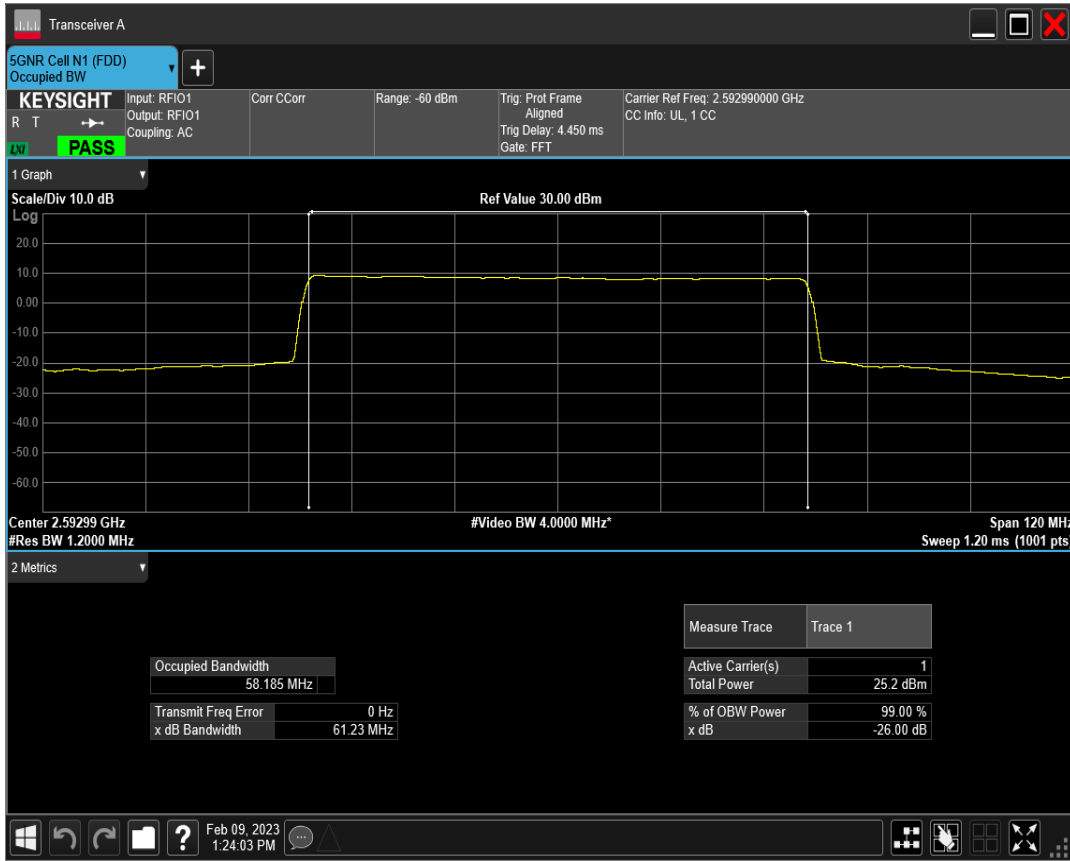 Transceiver A
5GNR Cell N1 (FDD)
Occupied BW
+
KEYSIGHT
R T
LXI
PASS
Input: RFIO1
Output: RFIO1
Coupling: AC
Corr CCorr
Range: -60 dBm
Trig: Prot Frame
Aligned
Trig Delay: 4.450 ms
Gate: FFT
Carrier Ref Freq: 2.592990000 GHz
CC Info: UL, 1 CC
1 Graph
Scale/Div 10.0 dB
Ref Value 30.00 dBm
Log
20.0
10.0
0.00
-10.0
-20.0
-30.0
-40.0
-50.0
-60.0
Center 2.59299 GHz
#Video BW 4.0000 MHz*
Span 120 MHz
#Res BW 1.2000 MHz
Sweep 1.20 ms (1001 pts)
2 Metrics
Measure Trace Trace 1
Occupied Bandwidth
58.185 MHz
Active Carrier(s) 1
Total Power 25.2 dBm
Transmit Freq Error 0 Hz
x dB Bandwidth 61.23 MHz
% of OBW Power 99.00 %
x dB -26.00 dB
?
Feb 09, 2023
1:24:03 PM